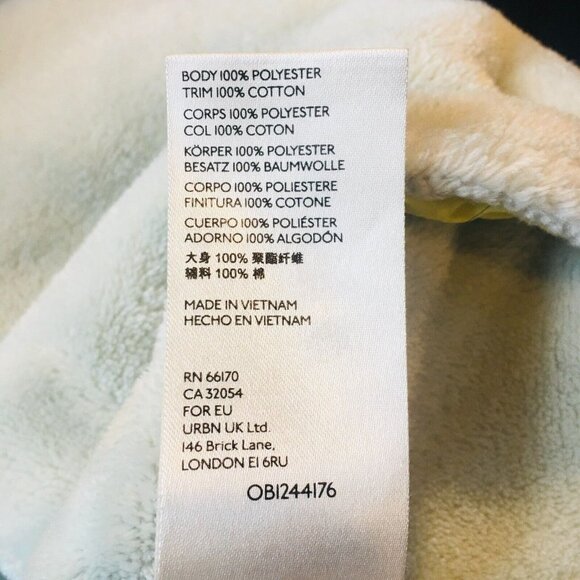 BODY 100% POLYESTER
TRIM 100% COTTON
CORPS 100% POLYESTER
COL 100% COTON
KÖRPER 100% POLYESTER
BESATZ 100% BAUMWOLLE
CORPO 100% POLIESTERE
FINITURA 100% COTONE
CUERPO 100% POLIÉSTER
ADORNO 100% ALGODÓN
大身 100% 聚酯纤维
辅料 100% 棉
MADE IN VIETNAM
HECHO EN VIETNAM
RN 66170
CA 32054
FOR EU
URBN UK Ltd.
146 Brick Lane,
LONDON E1 6RU
OB1244176